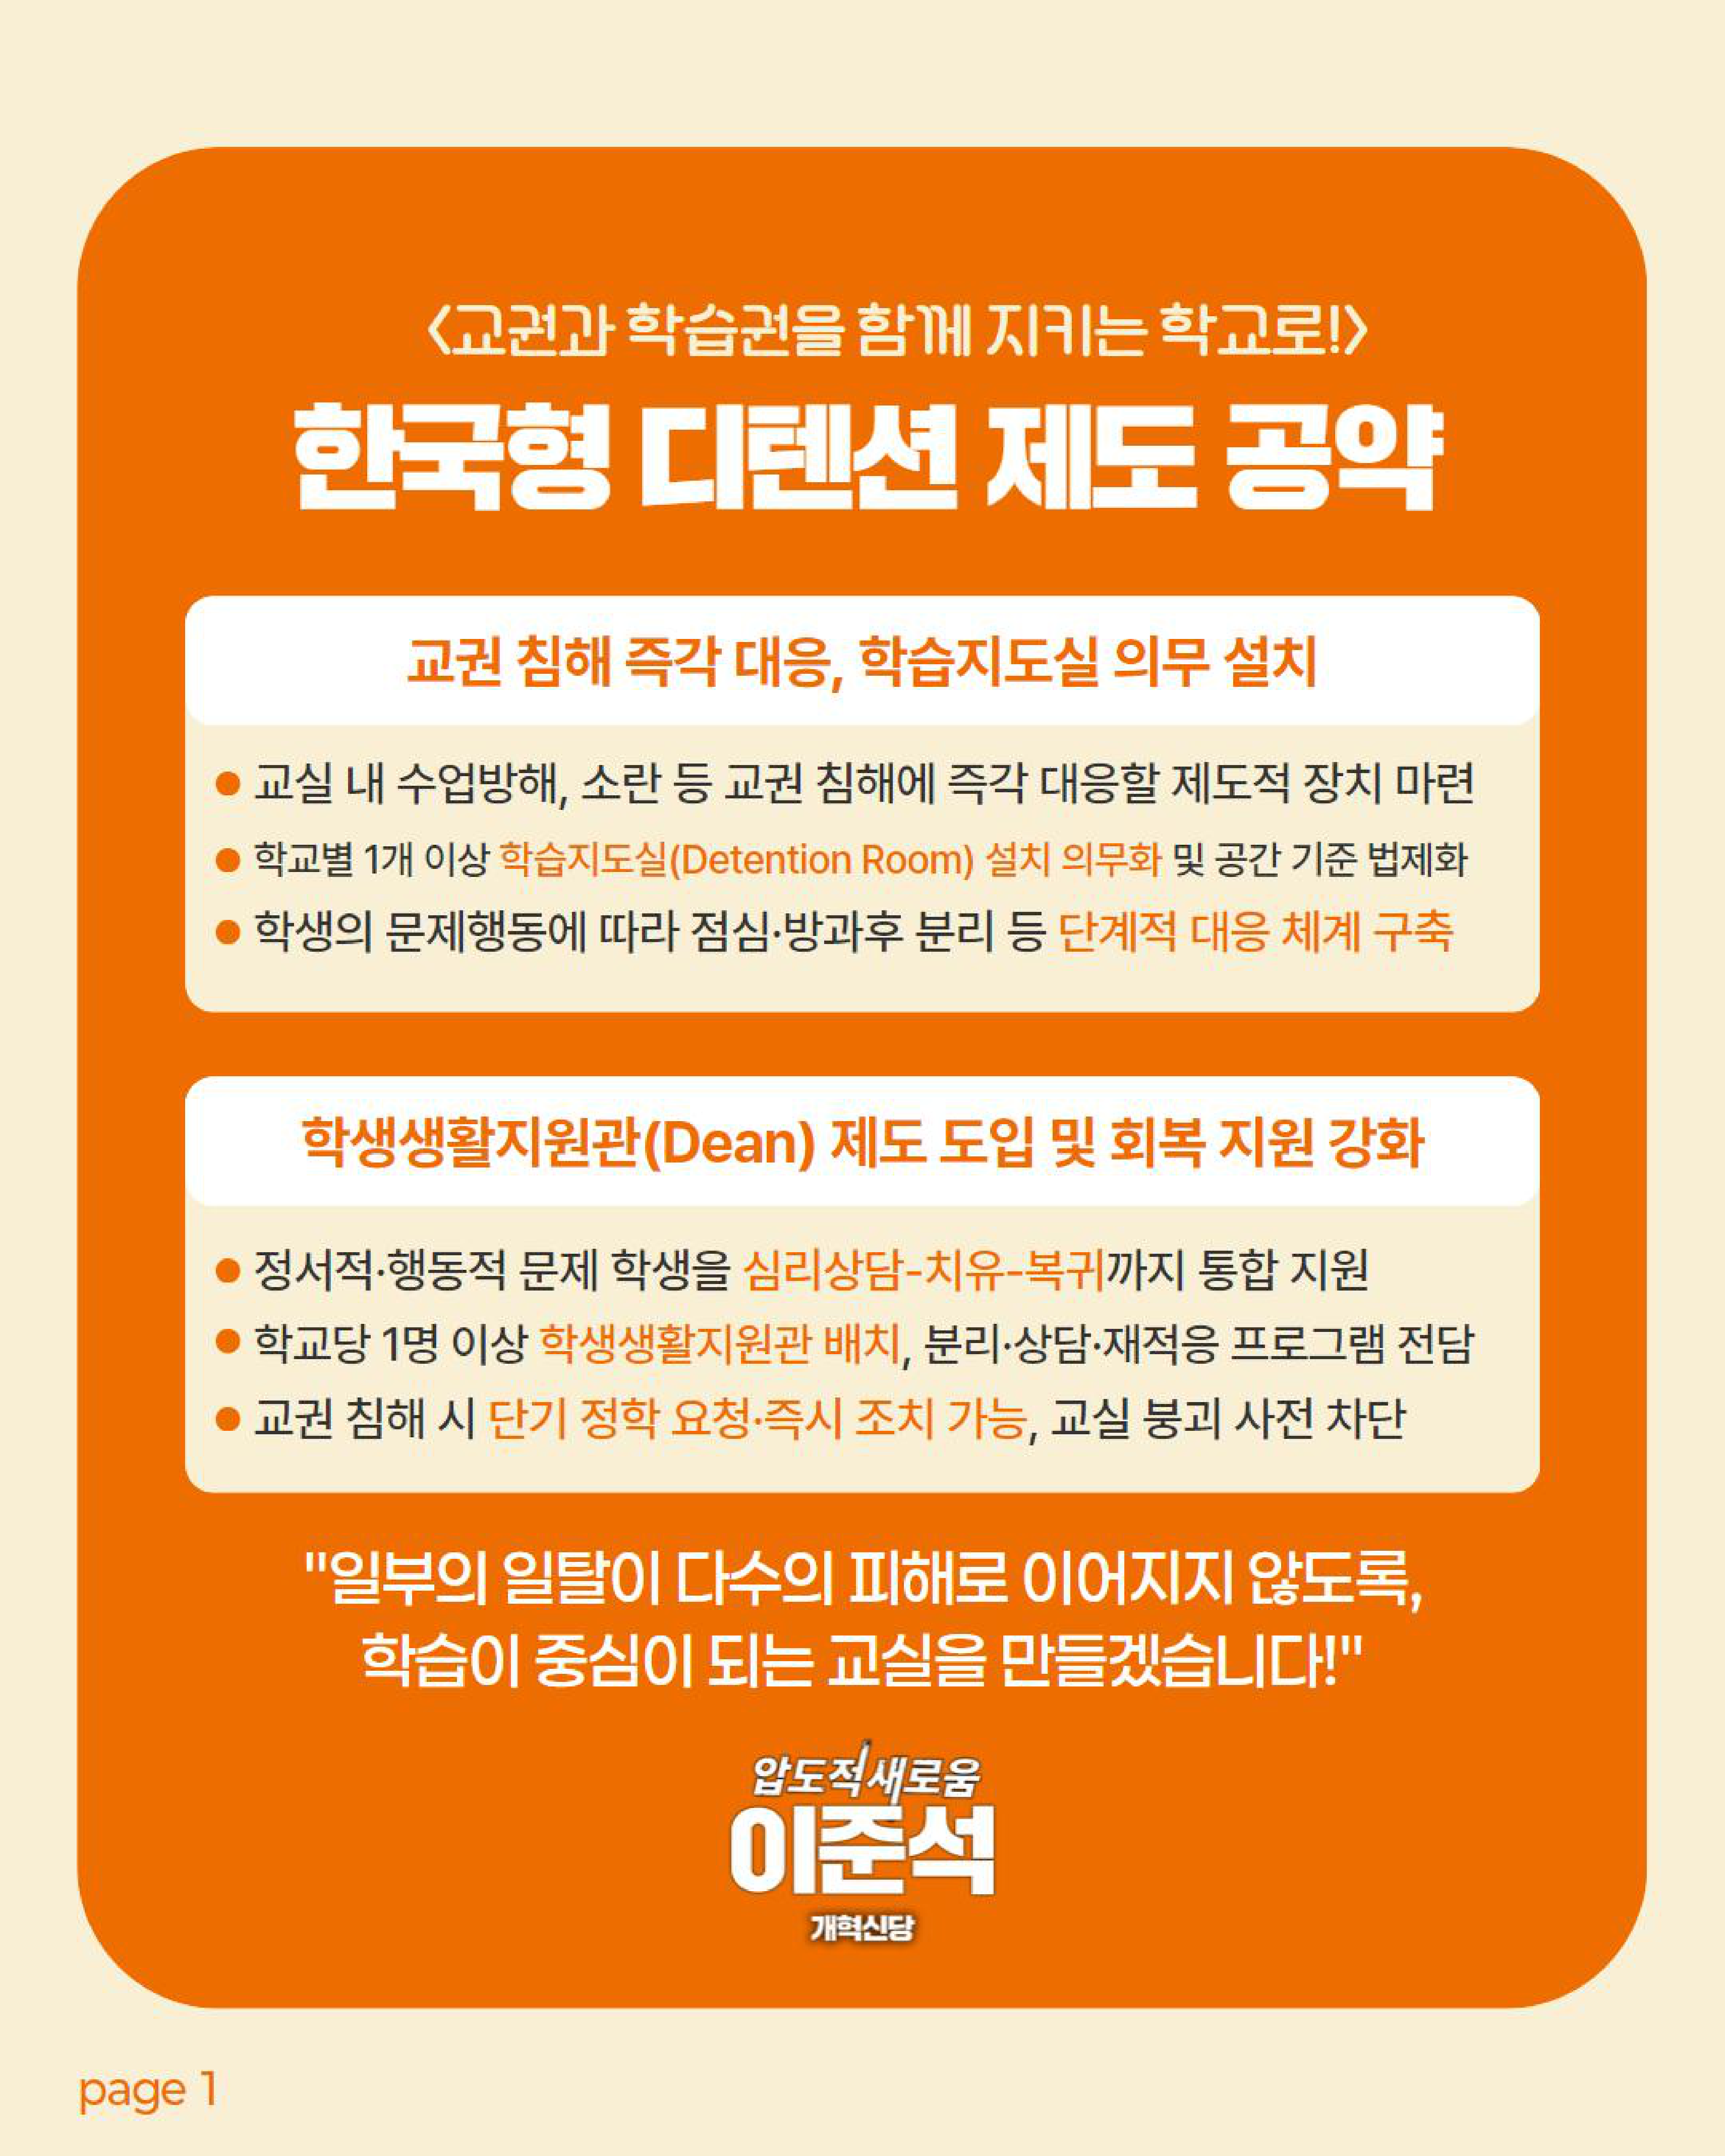 <교권과 학습권을 함께 지키는 학교로!>
한국형 디텐션 제도 공약
교권 침해 즉각 대응, 학습지도실 의무 설치
● 교실 내 수업방해, 소란 등 교권 침해에 즉각 대응할 제도적 장치 마련
● 학교별 1개 이상 학습지도실(Detention Room) 설치 의무화 및 공간 기준 법제화
● 학생의 문제행동에 따라 점심·방과후 분리 등 단계적 대응 체계 구축
학생생활지원관(Dean) 제도 도입 및 회복 지원 강화
● 정서적·행동적 문제 학생을 심리상담-치유-복귀까지 통합 지원
● 학교당 1명 이상 학생생활지원관 배치, 분리·상담·재적응 프로그램 전담
● 교권 침해 시 단기 정학 요청·즉시 조치 가능, 교실 붕괴 사전 차단
"일부의 일탈이 다수의 피해로 이어지지 않도록,
학습이 중심이 되는 교실을 만들겠습니다!"
압도적새로움
이준석
개혁신당
page 1